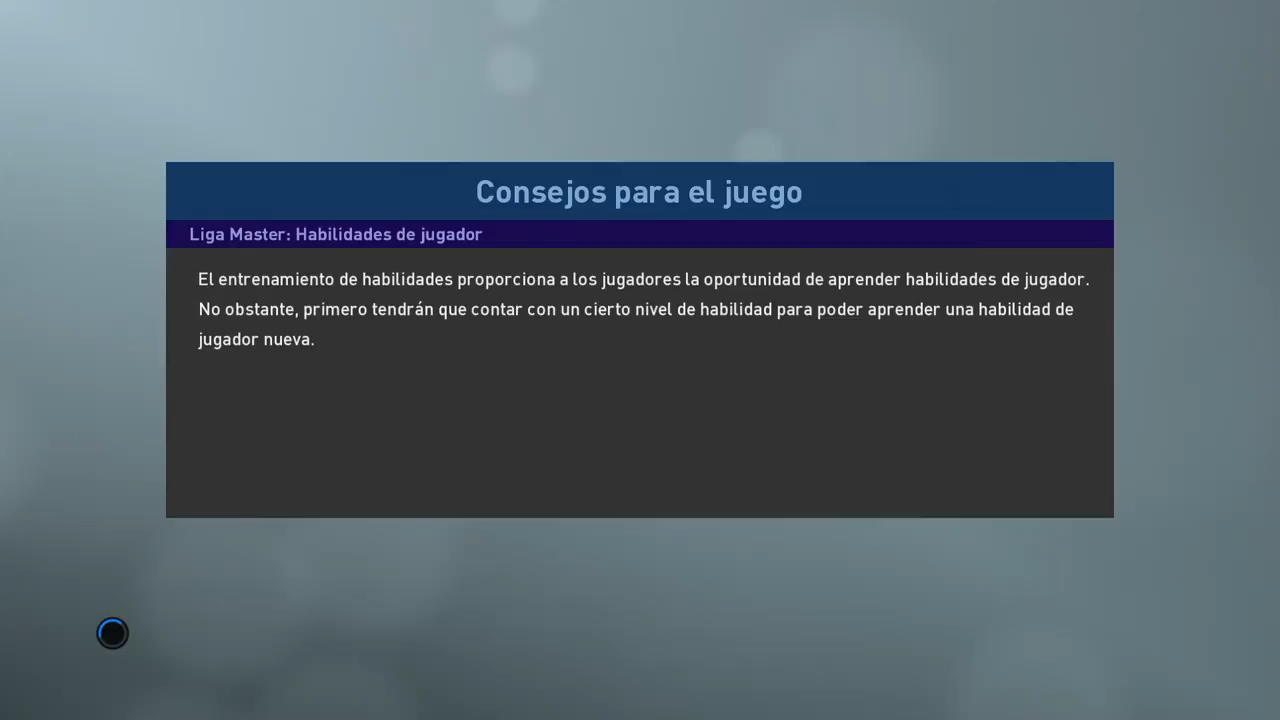 Consejos para el juego
Liga Master: Habilidades de jugador
El entrenamiento de habilidades proporciona a los jugadores la oportunidad de aprender habilidades de jugador.
No obstante, primero tendrán que contar con un cierto nivel de habilidad para poder aprender una habilidad de
jugador nueva.